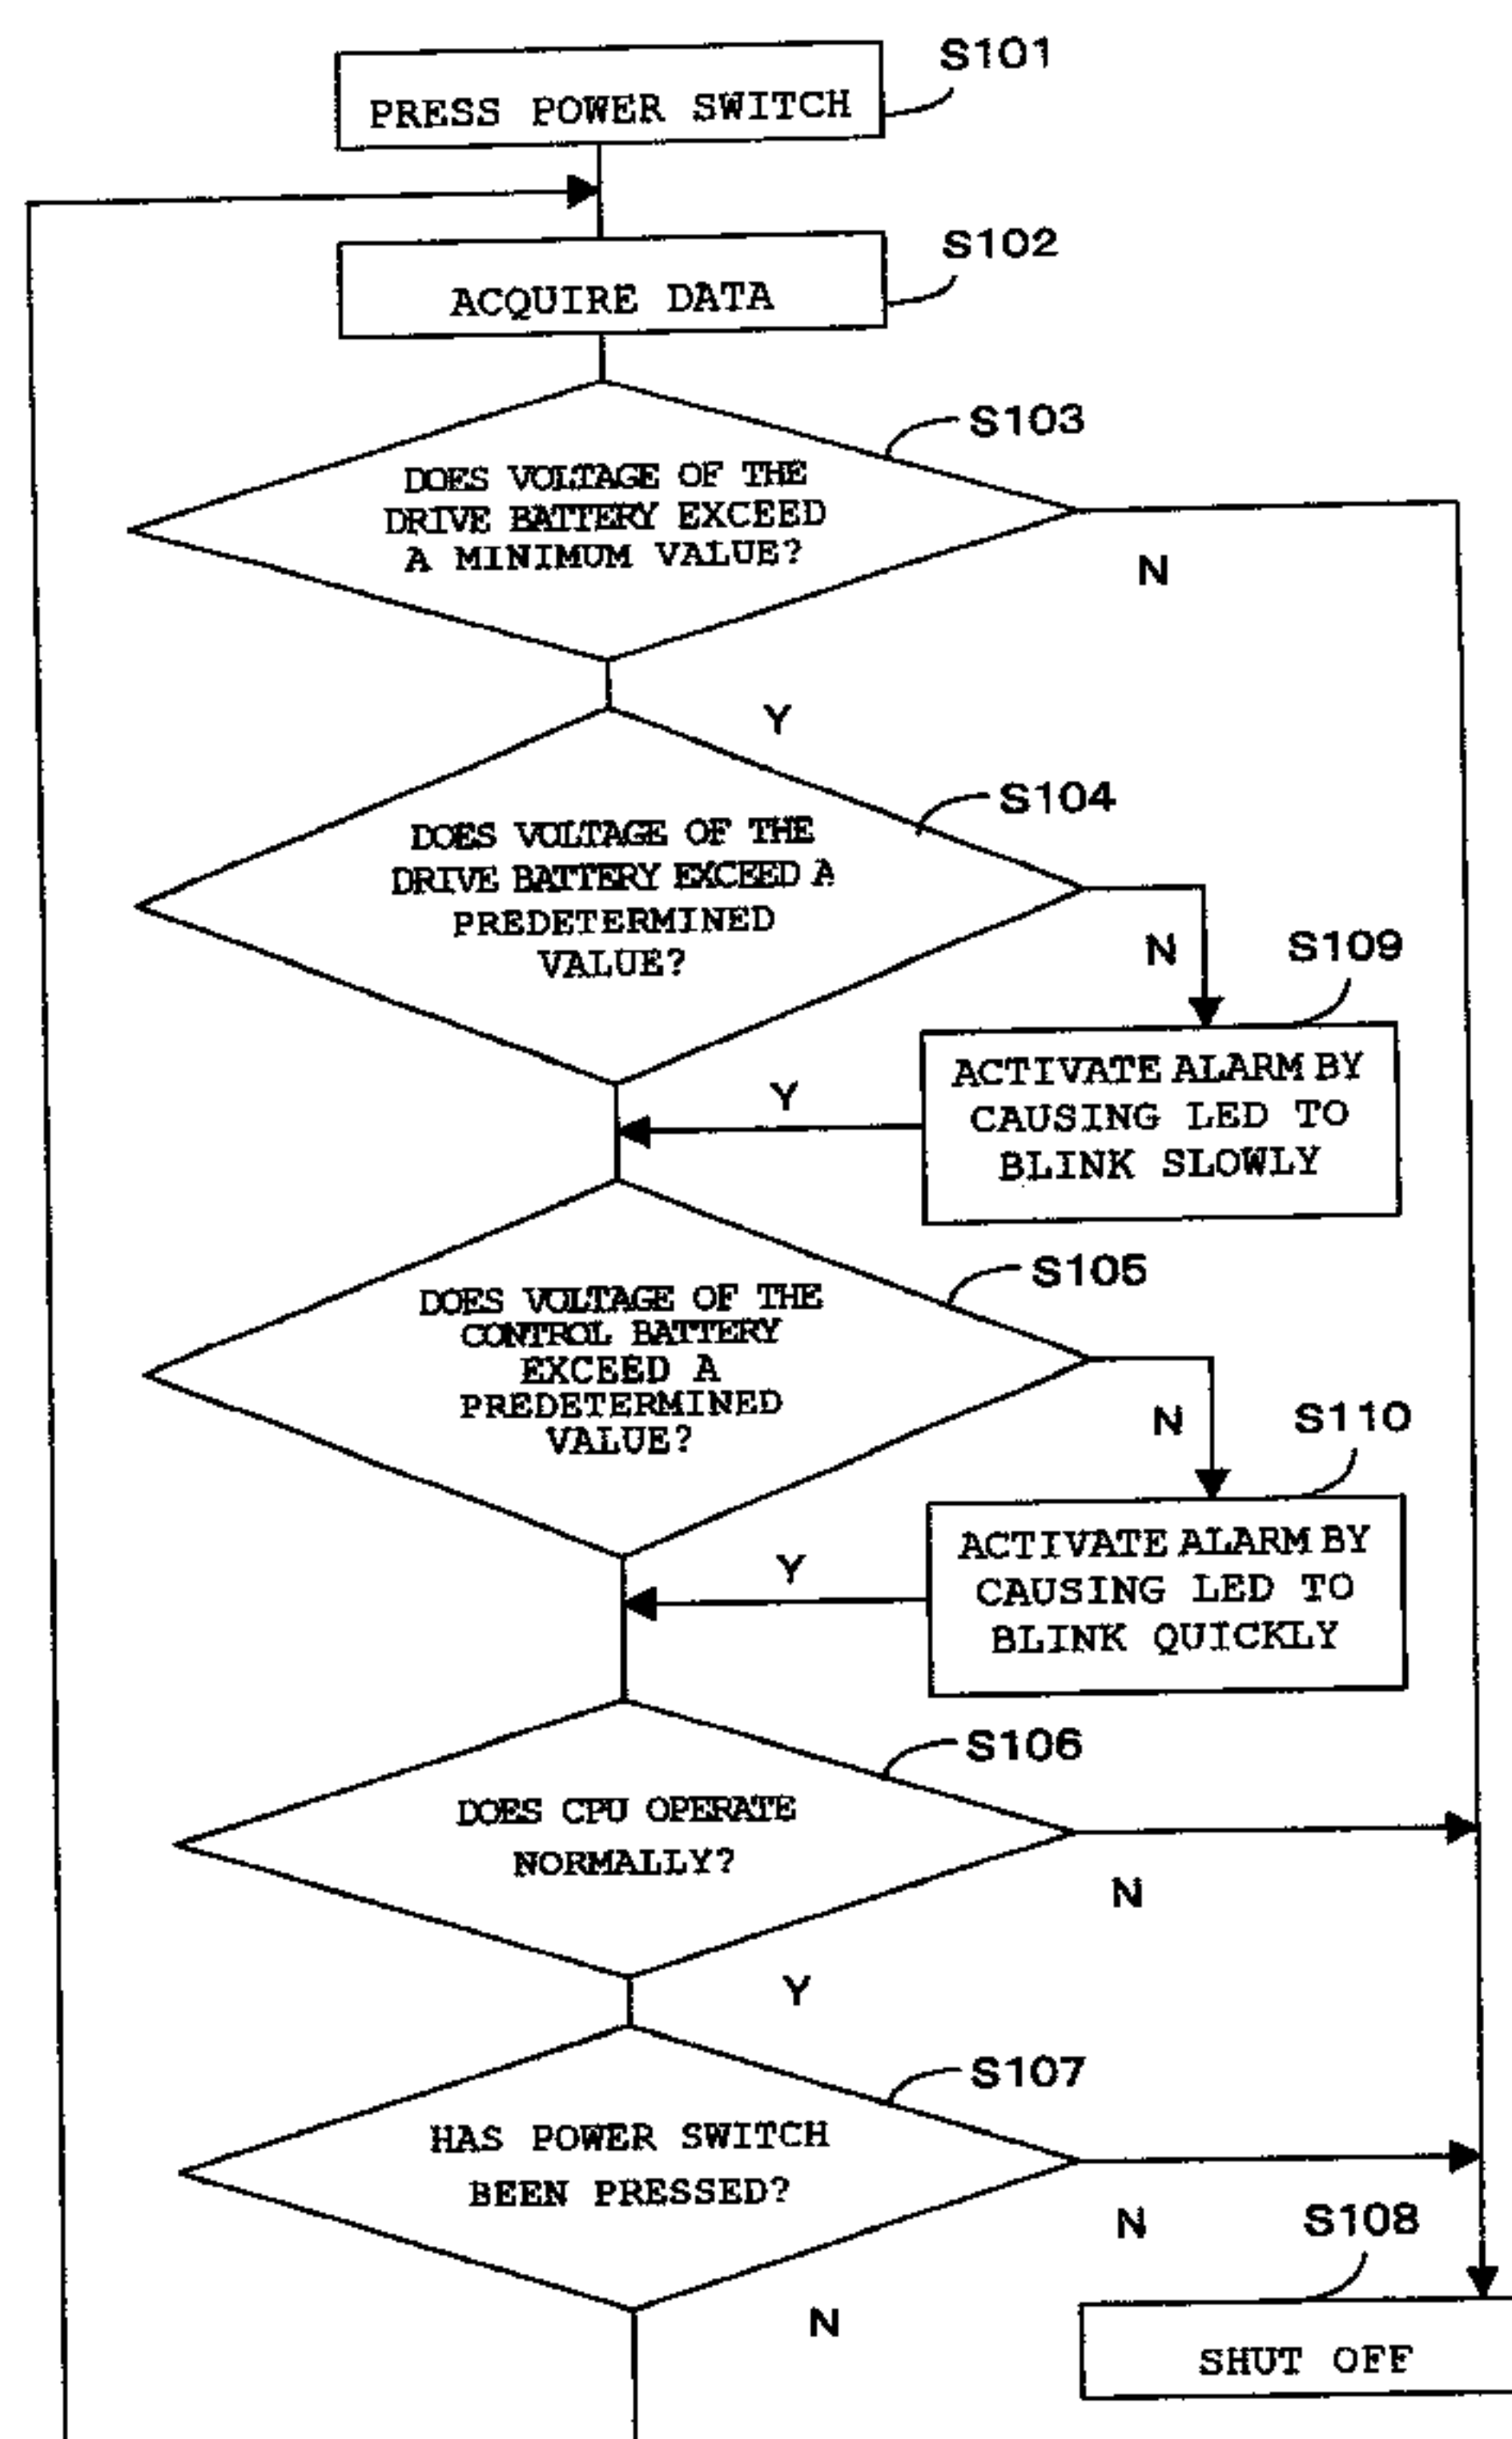 S101
PRESS POWER SWITCH
S102
ACQUIRE DATA
S103
DOES VOLTAGE OF THE
DRIVE BATTERY EXCEED
A MINIMUM VALUE?
N
Y
S104
DOES VOLTAGE OF THE
DRIVE BATTERY EXCEED A
PREDETERMINED
VALUE?
N
S109
ACTIVATE ALARM BY
CAUSING LED TO
BLINK SLOWLY
Y
S105
DOES VOLTAGE OF THE
CONTROL BATTERY
EXCEED A
PREDETERMINED
VALUE?
N
S110
ACTIVATE ALARM BY
CAUSING LED TO
BLINK QUICKLY
Y
S106
DOES CPU OPERATE
NORMALLY?
N
Y
S107
HAS POWER SWITCH
BEEN PRESSED?
N
S108
N
SHUT OFF